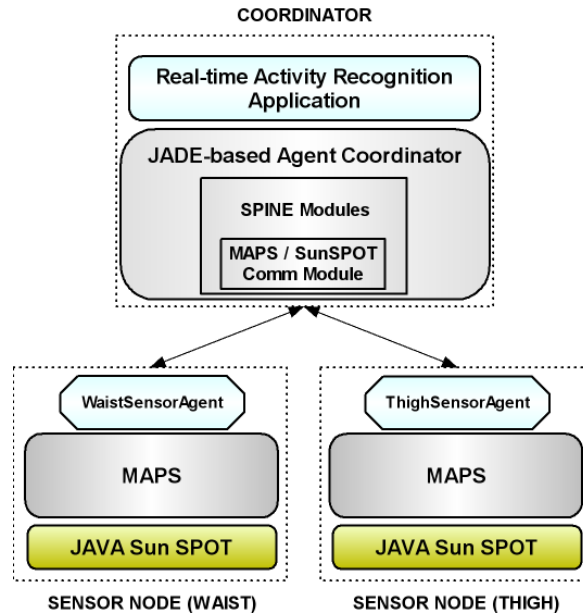 COORDINATOR
Real-time Activity Recognition
Application
JADE-based Agent Coordinator
SPINE Modules
MAPS / SunSPOT
Comm Module
WaistSensorAgent
MAPS
JAVA Sun SPOT
SENSOR NODE (WAIST)
ThighSensorAgent
MAPS
JAVA Sun SPOT
SENSOR NODE (THIGH)